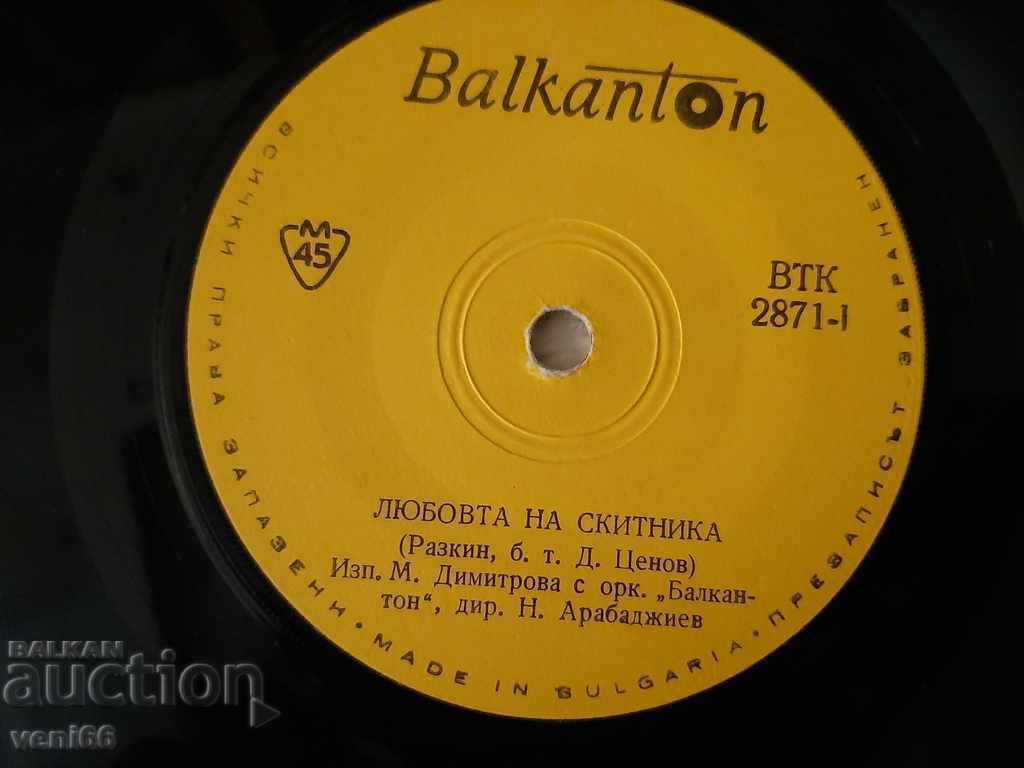 Balkanton
М
45
ВТК
2871-I
ЛЮБОВТА НА СКИТНИКА
(Разкин, б. т. Д. Ценов)
Изп. М. Димитрова с орк. „Балкан-
тон“, дир. Н. Арабаджиев
ВСИЧКИ ПРАВА ЗАПАЗЕНИ • MADE IN BULGARIA • ПРЕЗАПИСЪТ ЗАБРАНЕН
BALKAN
auction
veni66